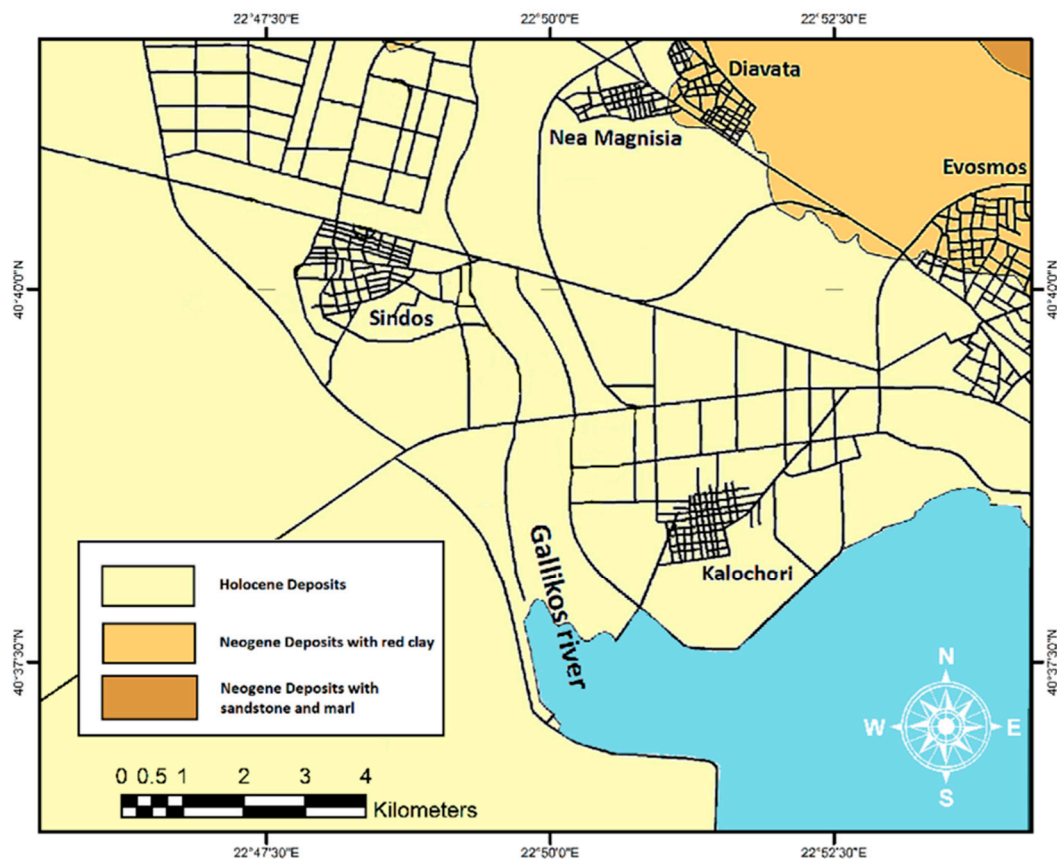 22°47'30"E
22°50'0"E
22°52'30"E
Diavata
Nea Magnisia
Evosmos
40°40'0"N
40°40'0"N
Sindos
Gallikos river
Kalochori
Holocene Deposits
Neogene Deposits with red clay
Neogene Deposits with
sandstone and marl
40°37'30"N
40°37'30"N
N
W
E
S
0 0.5 1 2 3 4
Kilometers
22°47'30"E
22°50'0"E
22°52'30"E